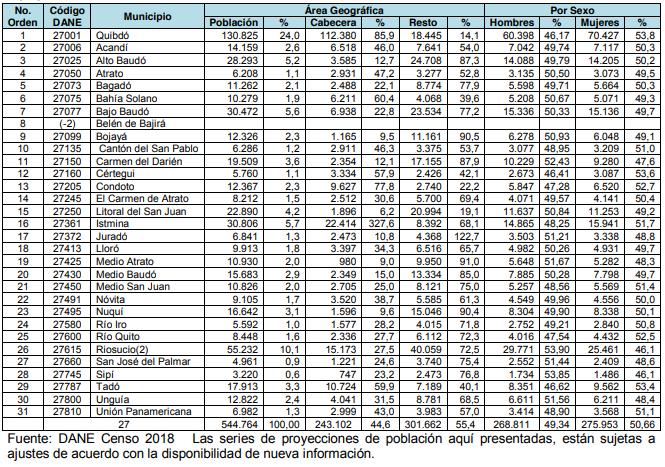 No. Orden Código DANE Municipio Área Geográfica Por Sexo
Población % Cabecera % Resto % Hombres % Mujeres %
1 27001 Quibdó 130.825 24,0 112.380 85,9 18.445 14,1 60.398 46,17 70.427 53,8
2 27006 Acandí 14.159 2,6 6.518 46,0 7.641 54,0 7.042 49,74 7.117 50,3
3 27025 Alto Baudó 28.293 5,2 3.585 12,7 24.708 87,3 14.088 49,79 14.205 50,2
4 27050 Atrato 6.208 1,1 2.931 47,2 3.277 52,8 3.135 50,50 3.073 49,5
5 27073 Bagadó 11.262 2,1 2.488 22,1 8.774 77,9 5.598 49,71 5.664 50,3
6 27075 Bahía Solano 10.279 1,9 6.211 60,4 4.068 39,6 5.208 50,67 5.071 49,3
7 27077 Bajo Baudó 30.472 5,6 6.938 22,8 23.534 77,2 15.336 50,33 15.136 49,7
8 (-2) Belén de Bajirá
9 27099 Bojayá 12.326 2,3 1.165 9,5 11.161 90,5 6.278 50,93 6.048 49,1
10 27135 Cantón del San Pablo 6.286 1,2 2.911 46,3 3.375 53,7 3.077 48,95 3.209 51,0
11 27150 Carmen del Darién 19.509 3,6 2.354 12,1 17.155 87,9 10.229 52,43 9.280 47,6
12 27160 Cértegui 5.760 1,1 3.334 57,9 2.426 42,1 2.673 46,41 3.087 53,6
13 27205 Condoto 12.367 2,3 9.627 77,8 2.740 22,2 5.847 47,28 6.520 52,7
14 27245 El Carmen de Atrato 8.212 1,5 2.512 30,6 5.700 69,4 4.071 49,57 4.141 50,4
15 27250 Litoral del San Juan 22.890 4,2 1.896 6,2 20.994 19,1 11.637 50,84 11.253 49,2
16 27361 Istmina 30.806 5,7 22.414 327,6 8.392 68,1 14.865 48,25 15.941 51,7
17 27372 Juradó 6.841 1,3 2.473 10,8 4.368 122,7 3.503 51,21 3.338 48,8
18 27413 Lloró 9.913 1,8 3.397 34,3 6.516 65,7 4.982 50,26 4.931 49,7
19 27425 Medio Atrato 10.930 2,0 980 9,0 9.950 91,0 5.648 51,67 5.282 48,3
20 27430 Medio Baudó 15.683 2,9 2.349 15,0 13.334 85,0 7.885 50,28 7.798 49,7
21 27450 Medio San Juan 10.826 2,0 2.705 25,0 8.121 75,0 5.257 48,56 5.569 51,4
22 27491 Nóvita 9.105 1,7 3.520 38,7 5.585 61,3 4.549 49,96 4.556 50,0
23 27495 Nuquí 16.642 3,1 1.596 9,6 15.046 90,4 8.304 49,90 8.338 50,1
24 27580 Río Iro 5.592 1,0 1.577 28,2 4.015 71,8 2.752 49,21 2.840 50,8
25 27600 Río Quito 8.448 1,6 2.336 27,7 6.112 72,3 4.016 47,54 4.432 52,5
26 27615 Riosucio(2) 55.232 10,1 15.173 27,5 40.059 72,5 29.771 53,90 25.461 46,1
27 27660 San José del Palmar 4.961 0,9 1.221 24,6 3.740 75,4 2.552 51,44 2.409 48,6
28 27745 Sipí 3.220 0,6 747 23,2 2.473 76,8 1.734 53,85 1.486 46,1
29 27787 Tadó 17.913 3,3 10.724 59,9 7.189 40,1 8.351 46,62 9.562 53,4
30 27800 Unguía 12.822 2,4 4.041 31,5 8.781 68,5 6.611 51,56 6.211 48,4
31 27810 Unión Panamericana 6.982 1,3 2.999 43,0 3.983 57,0 3.414 48,90 3.568 51,1
27 544.764 100,00 243.102 44,6 301.662 55,4 268.811 49,34 275.953 50,66
Fuente: DANE Censo 2018 Las series de proyecciones de población aquí presentadas, están sujetas a
ajustes de acuerdo con la disponibilidad de nueva información.